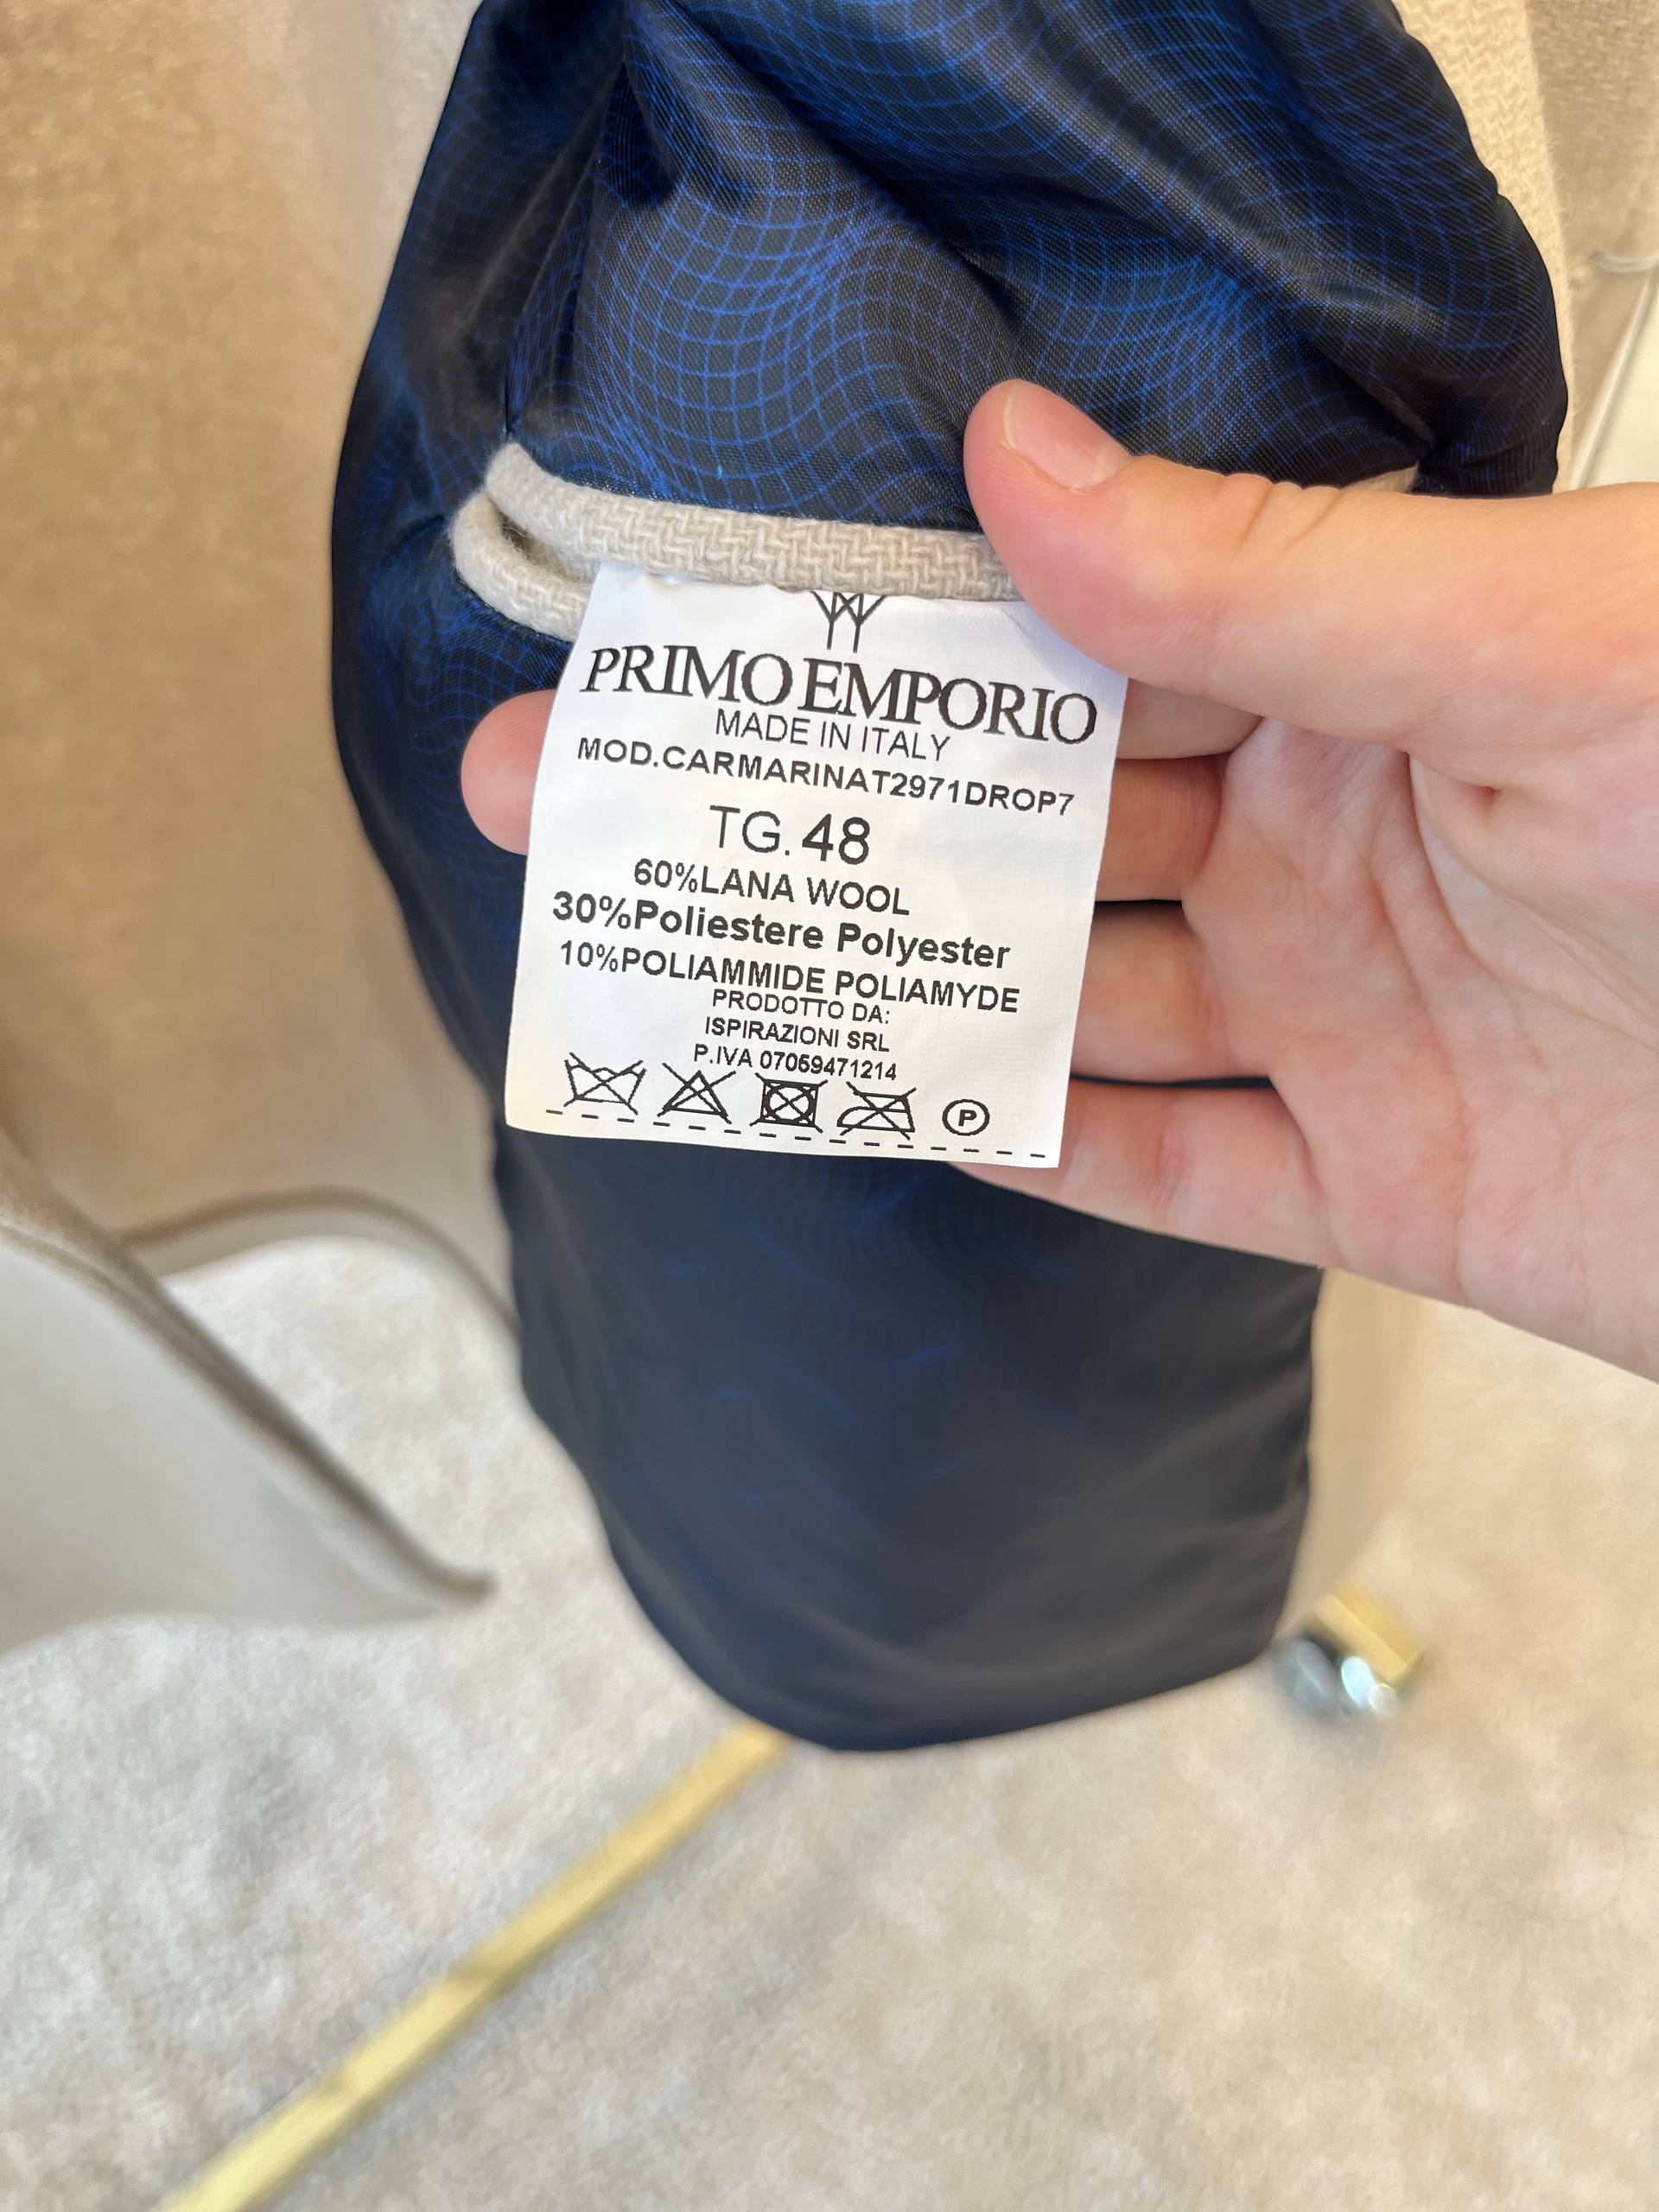 PRIMO EMPORIO
MADE IN ITALY
MOD.CARMARINAT2971DROP7
TG. 48
60%LANA WOOL
30%Poliestere Polyester
10%POLIAMMIDE POLIAMYDE
PRODOTTO DA:
ISPIRAZIONI SRL
P.IVA 07059471214
P